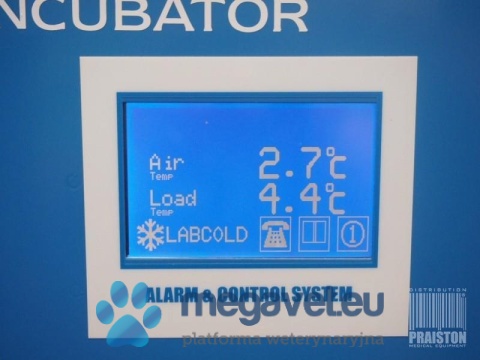 NCUBATOR
Air 2.7°C
Temp
Load 4.4°C
Temp
LABCOLD 1
ALARM & CONTROL SYSTEM
megavet.eu
platforma weterynaryjna
DISTRIBUTION
PRAISTON
MEDICAL EQUIPMENT